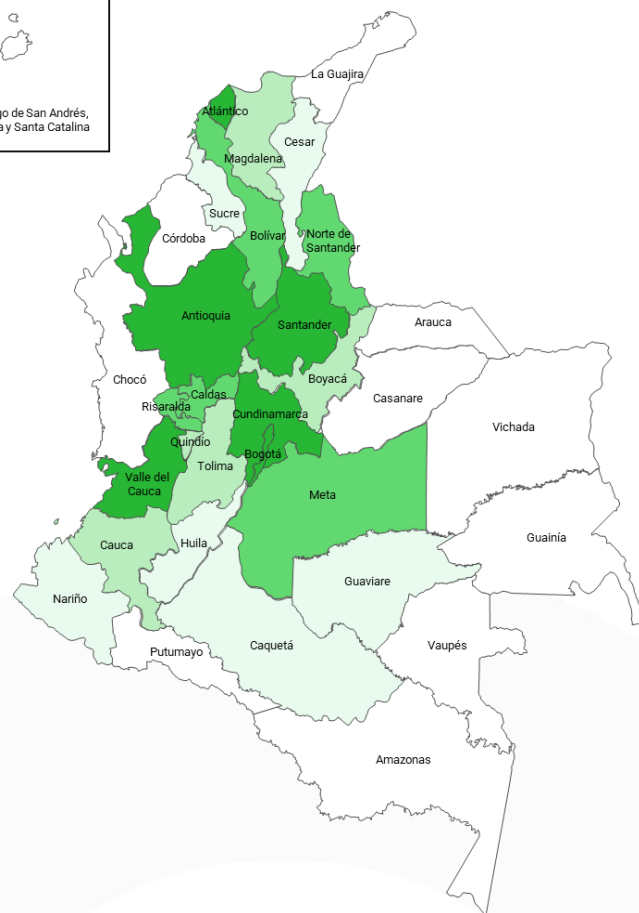 La Guajira
go de San Andrés,
a y Santa Catalina
Atlántico
Cesar
Magdalena
Sucre
Bolívar
Norte de
Santander
Córdoba
Antioquia
Santander
Arauca
Chocó
Caldas
Boyacá
Casanare
Risaralda
Cundinamarca
Vichada
Quindío
Bogotá
Tolima
Valle del
Cauca
Meta
Guainía
Cauca
Huila
Guaviare
Nariño
Caquetá
Vaupés
Putumayo
Amazonas